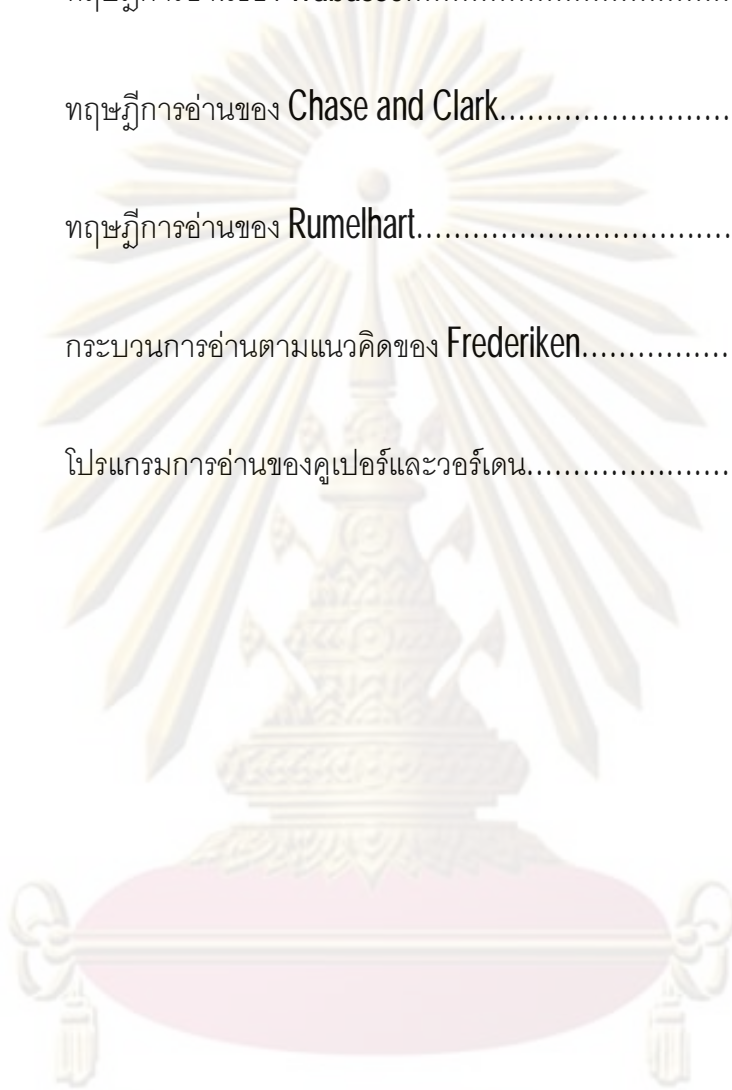 ทฤษฎีการอ่านของ Chase and Clark.........................
ทฤษฎีการอ่านของ Rumelhart..................................
กระบวนการอ่านตามแนวคิดของ Frederiken................
โปรแกรมการอ่านของคูเปอร์และวอร์เดน......................